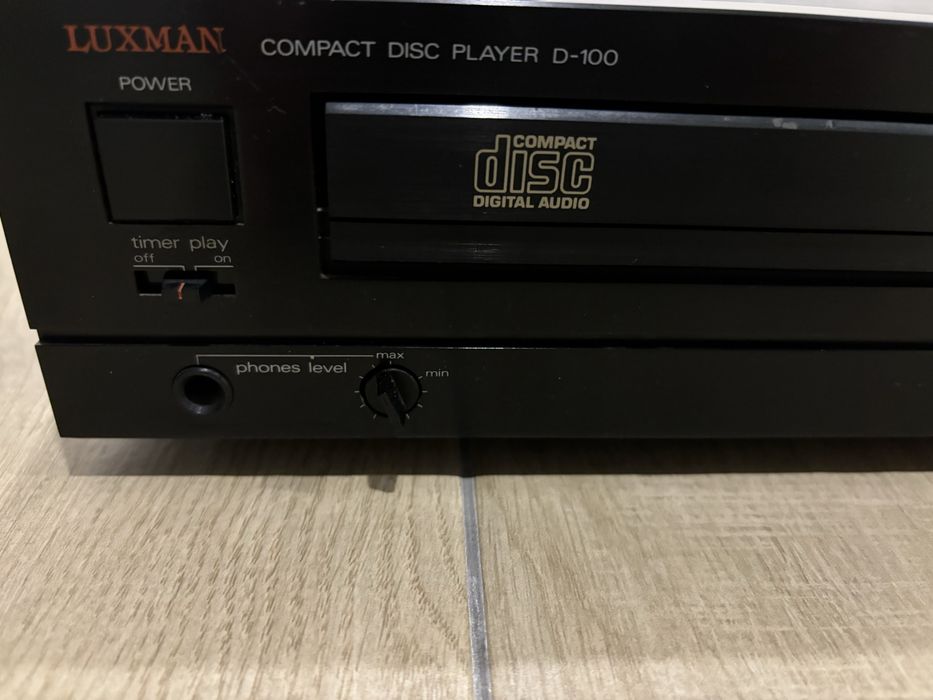 LUXMAN
COMPACT DISC PLAYER D-100
POWER
COMPACT
disc
DIGITAL AUDIO
timer play
off on
max
phones level
min